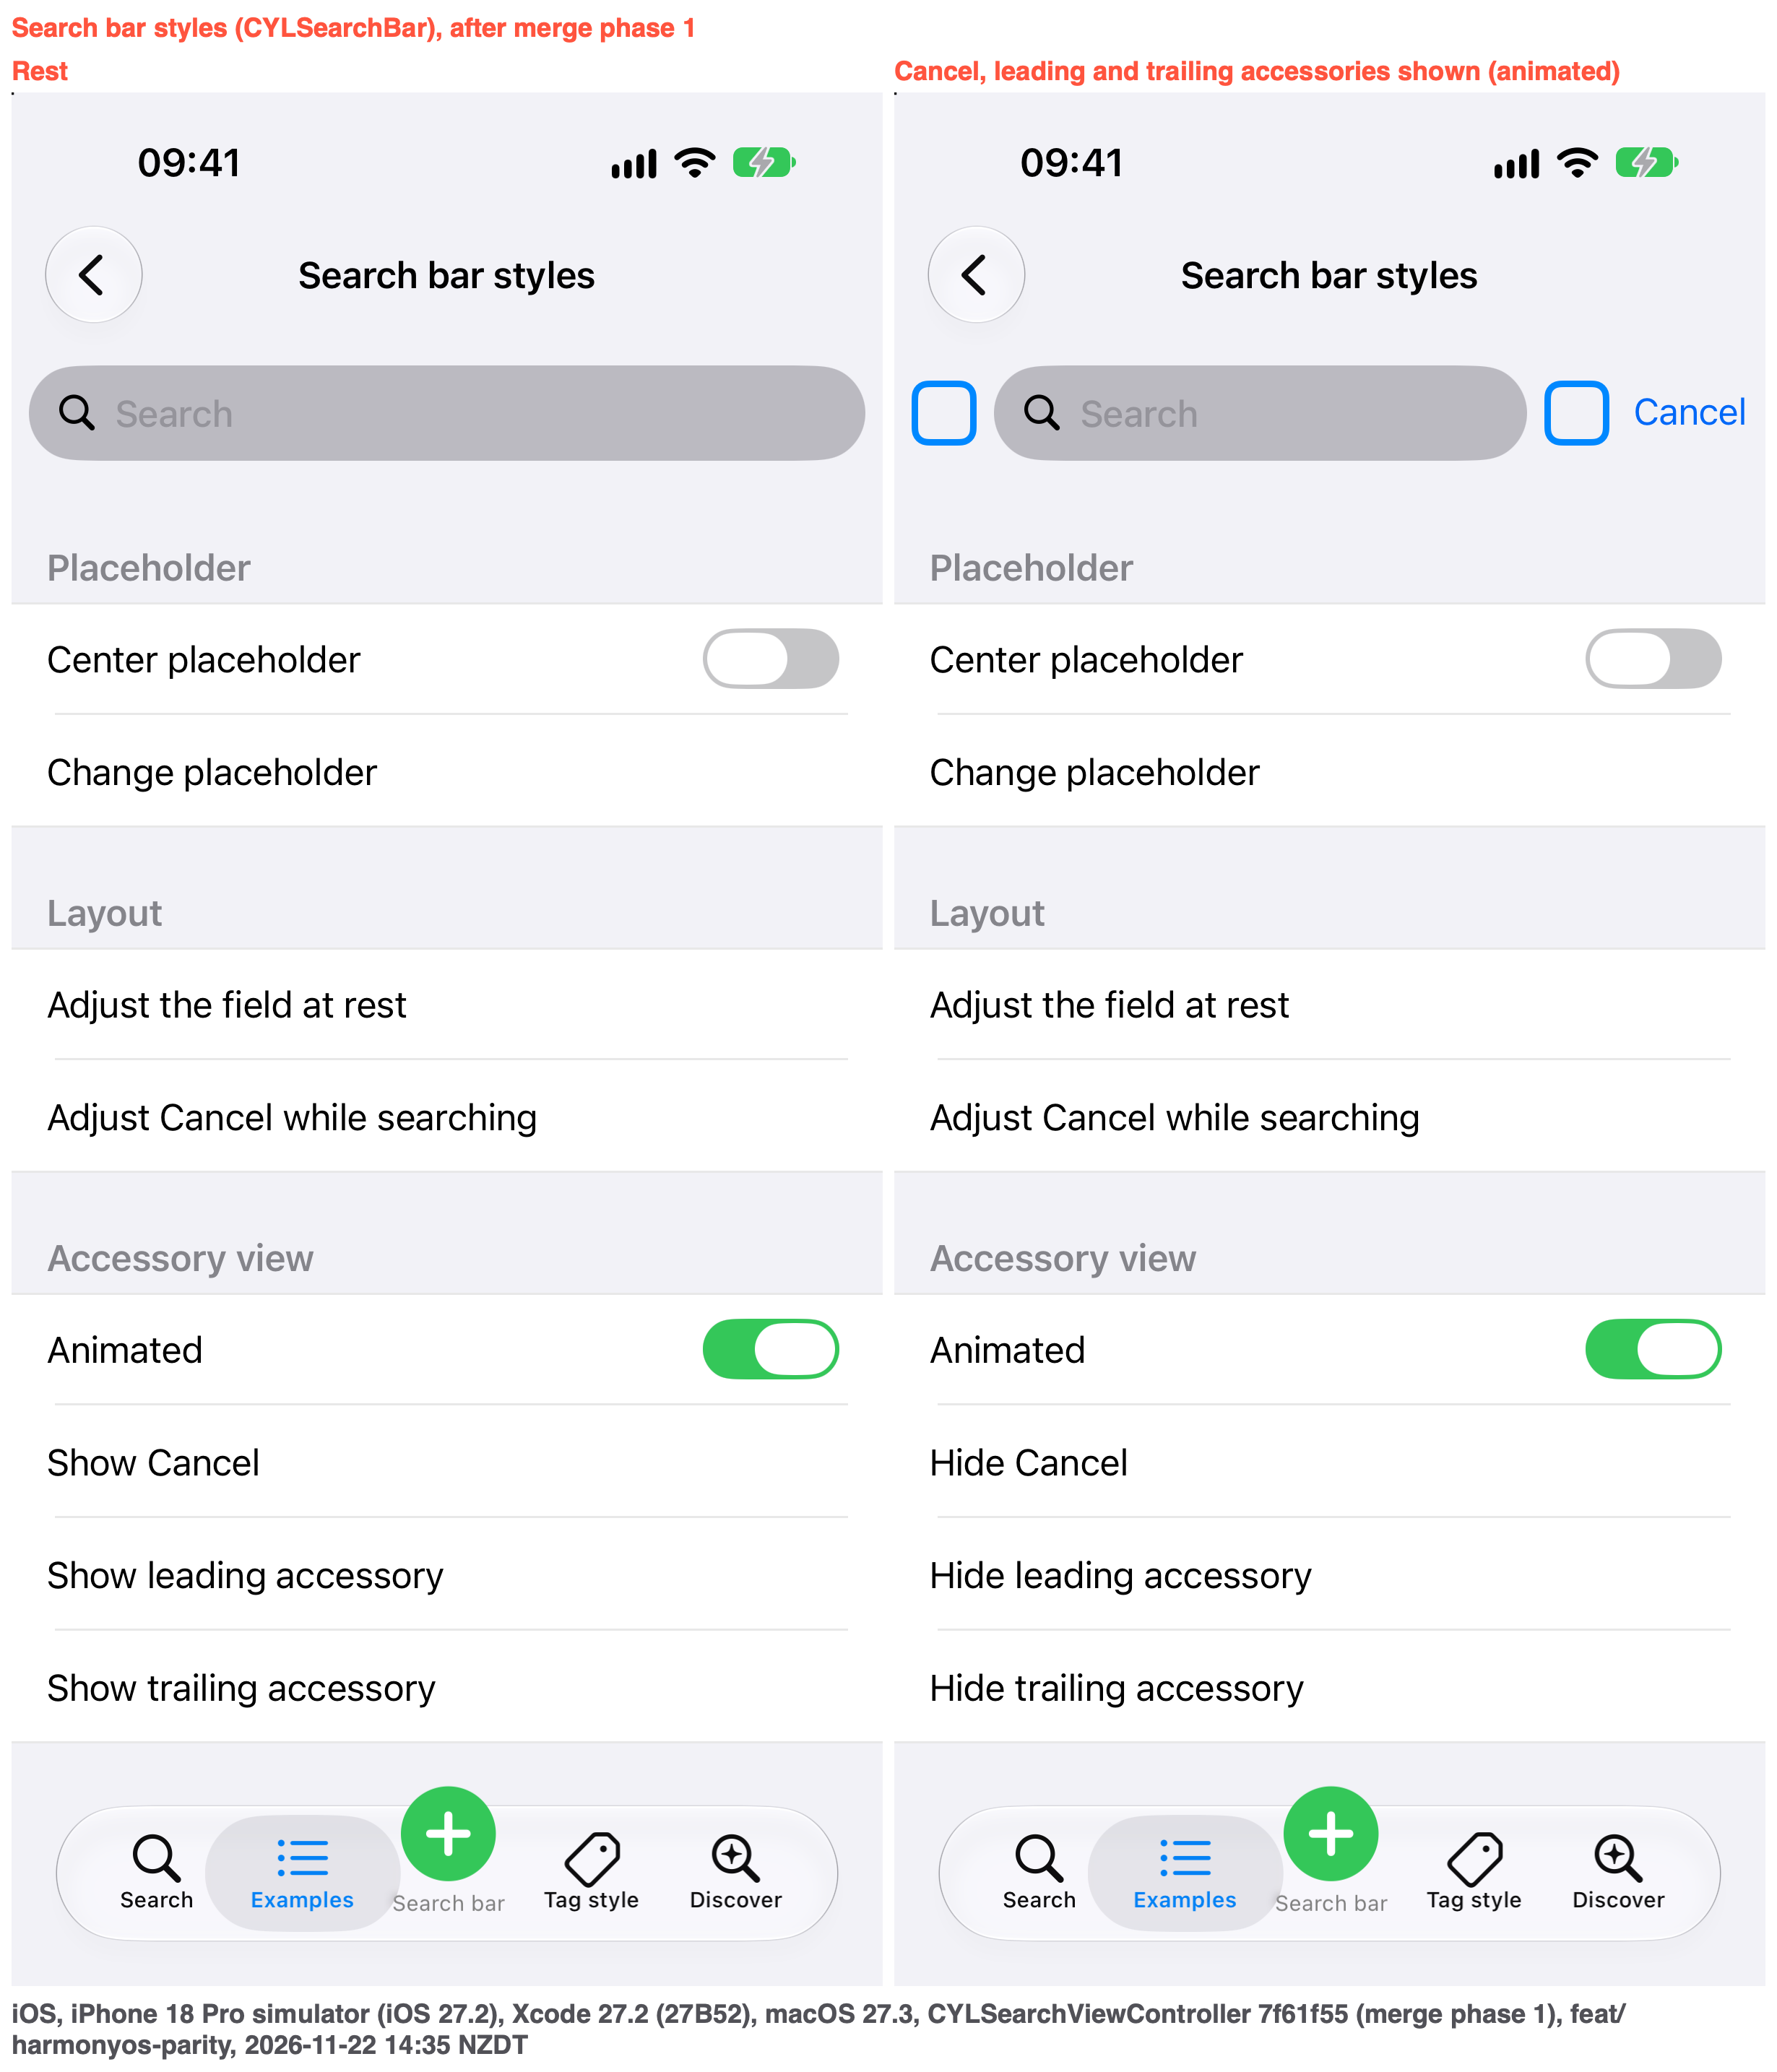 Search bar styles (CYLSearchBar), after merge phase 1
Rest
09:41
Search bar styles
Search
Placeholder
Center placeholder
Change placeholder
Layout
Adjust the field at rest
Adjust Cancel while searching
Accessory view
Animated
Show Cancel
Show leading accessory
Show trailing accessory
Search
Examples
Search bar
Tag style
Discover
Cancel, leading and trailing accessories shown (animated)
09:41
Search bar styles
Search
Cancel
Placeholder
Center placeholder
Change placeholder
Layout
Adjust the field at rest
Adjust Cancel while searching
Accessory view
Animated
Hide Cancel
Hide leading accessory
Hide trailing accessory
Search
Examples
Search bar
Tag style
Discover
iOS, iPhone 18 Pro simulator (iOS 27.2), Xcode 27.2 (27B52), macOS 27.3, CYLSearchViewController 7f61f55 (merge phase 1), feat/
harmonyos-parity, 2026-11-22 14:35 NZDT